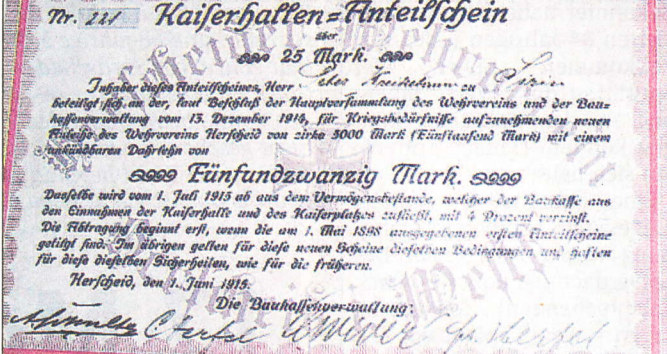 Nr. 221 Kaiserhallen=Anteilschein
über
25 Mark.
Inhaber dieses Anteilscheines, Herr Peter zu
beteiligt sich an der, laut Beschluß der Hauptversammlung des Wehrvereins und der Bau-
kassenverwaltung vom 13. Dezember 1914, für Kriegsbedürfnisse aufzunehmenden neuen
Anleihe des Wehrvereins Herscheid von zirka 5000 Mark (Fünftausend Mark) mit einem
unkündbaren Dahrlehn von
Fünfundzwanzig Mark.
Dasselbe wird vom 1. Juli 1915 ab aus dem Vermögensbestande, welcher der Baukasse aus
den Einnahmen der Kaiserhalle und des Kaiserplatzes zufließt, mit 4 Prozent verzinst.
Die Abtragung beginnt erst, wenn die am 1. Mai 1898 ausgegebenen ersten Anteilscheine
getilgt sind. Im übrigen gelten für diese neuen Scheine dieselben Bedingungen und haften
für diese dieselben Sicherheiten, wie für die früheren.
Herscheid, den 1. Juni 1915.
Die Baukassenverwaltung: